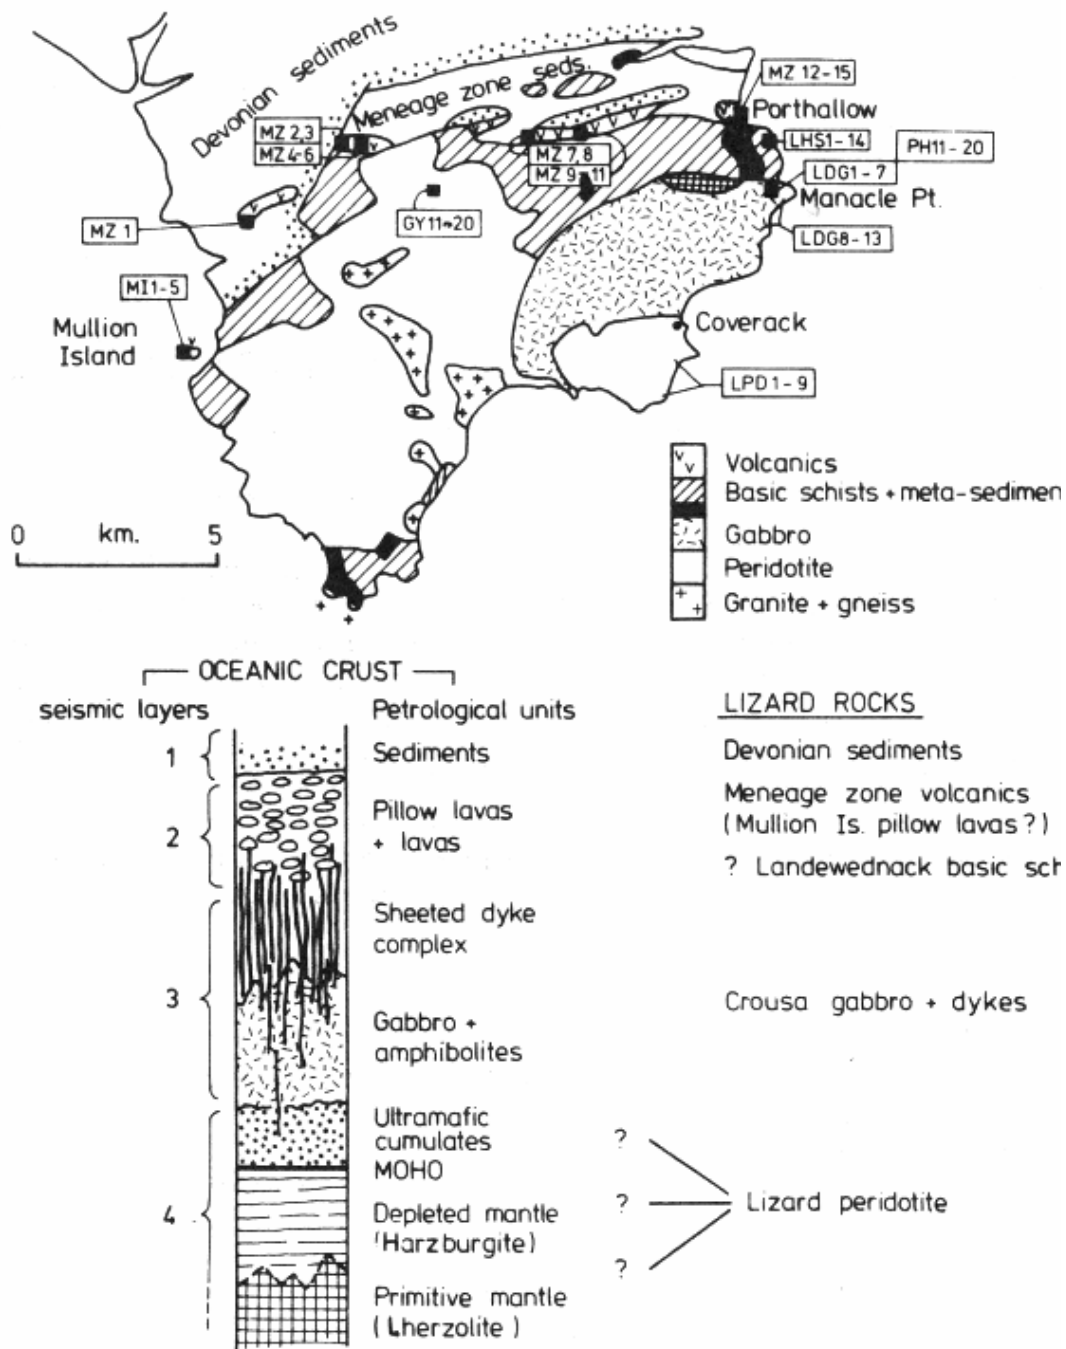 Devonian sediments
Meneage zone seds.
MZ 12-15
Porthallow
MZ 2,3
MZ 4-6
MZ 7,8
MZ 9-11
LHS1-14
PH11-20
LDG1-7
Manacle Pt.
MZ 1
GY11-20
LDG8-13
MI1-5
Mullion
Island
Coverack
LPD 1-9
Volcanics
Basic schists + meta-sedimen
Gabbro
Peridotite
Granite + gneiss
0 km. 5
OCEANIC CRUST
seismic layers
Petrological units
LIZARD ROCKS
1
Sediments
Devonian sediments
2
Pillow lavas
+ lavas
Meneage zone volcanics
(Mullion Is. pillow lavas?)
? Landewednack basic sch
Sheeted dyke
complex
3
Gabbro +
amphibolites
Crousa gabbro + dykes
Ultramafic
cumulates
MOHO
?
4
Depleted mantle
(Harzburgite)
?
Lizard peridotite
?
Primitive mantle
(Lherzolite)